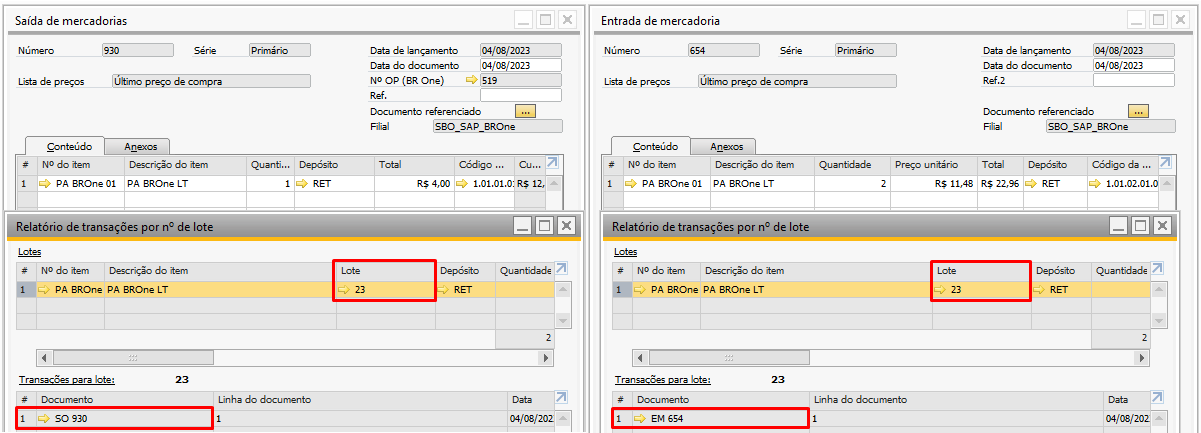 Saída de mercadorias
Número 930 Série Primário Data de lançamento 04/08/2023
Data do documento 04/08/2023
Lista de preços Último preço de compra Nº OP (BR One) 519
Ref.
Documento referenciado ...
Filial SBO_SAP_BROne
Conteúdo Anexos
# Nº do item Descrição do item Quanti... Depósito Total Código ... Cu...
1 PA BROne 01 PA BROne LT 1 RET R$ 4,00 1.01.01.01 R$ 12,
Relatório de transações por nº de lote
Lotes
# Nº do item Descrição do item Lote Depósito Quantidade
1 PA BROne PA BROne LT 23 RET
2
Transações para lote: 23
# Documento Linha do documento Data
1 SO 930 1 04/08/202
Entrada de mercadoria
Número 654 Série Primário Data de lançamento 04/08/2023
Data do documento 04/08/2023
Lista de preços Último preço de compra Ref.2
Documento referenciado ...
Filial SBO_SAP_BROne
Conteúdo Anexos
# Nº do item Descrição do item Quantidade Preço unitário Total Depósito Código da ...
1 PA BROne 01 PA BROne LT 2 R$ 11,48 R$ 22,96 RET 1.01.02.01.0
Relatório de transações por nº de lote
Lotes
# Nº do item Descrição do item Lote Depósito Quantidade
1 PA BROne PA BROne LT 23 RET
2
Transações para lote: 23
# Documento Linha do documento Data
1 EM 654 1 04/08/202